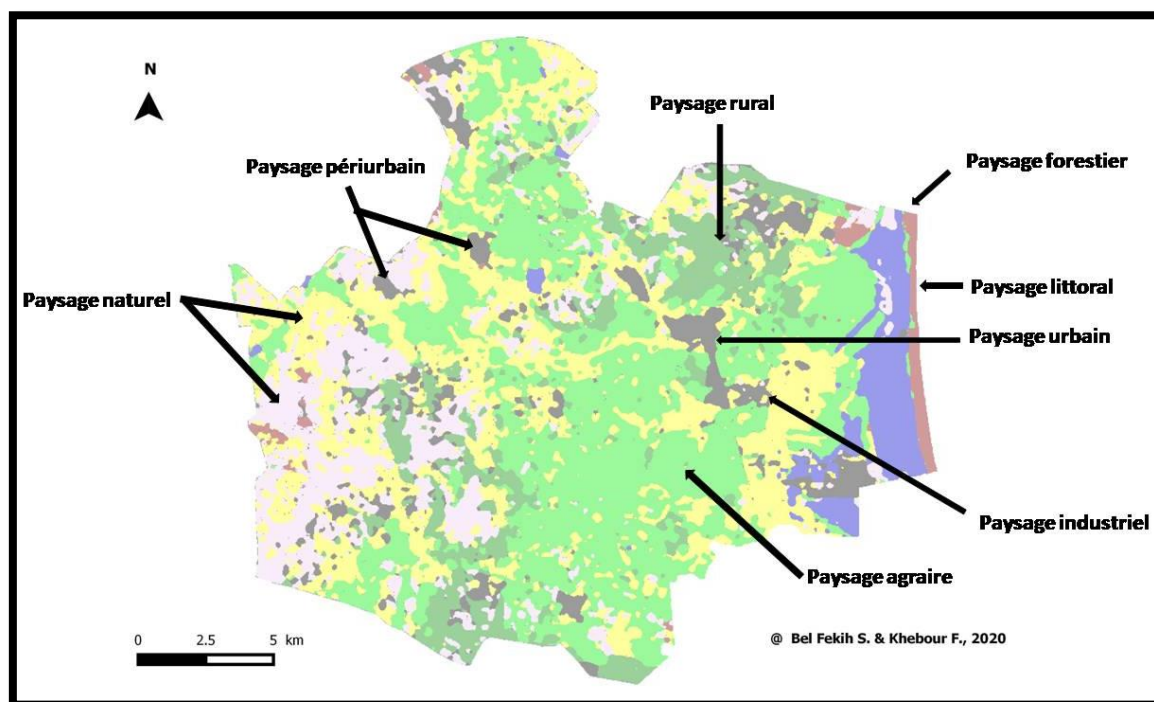 N
Paysage rural
Paysage forestier
Paysage périurbain
Paysage littoral
Paysage naturel
Paysage urbain
Paysage industriel
Paysage agraire
0 2.5 5 km
@ Bel Fekih S. & Khebour F., 2020